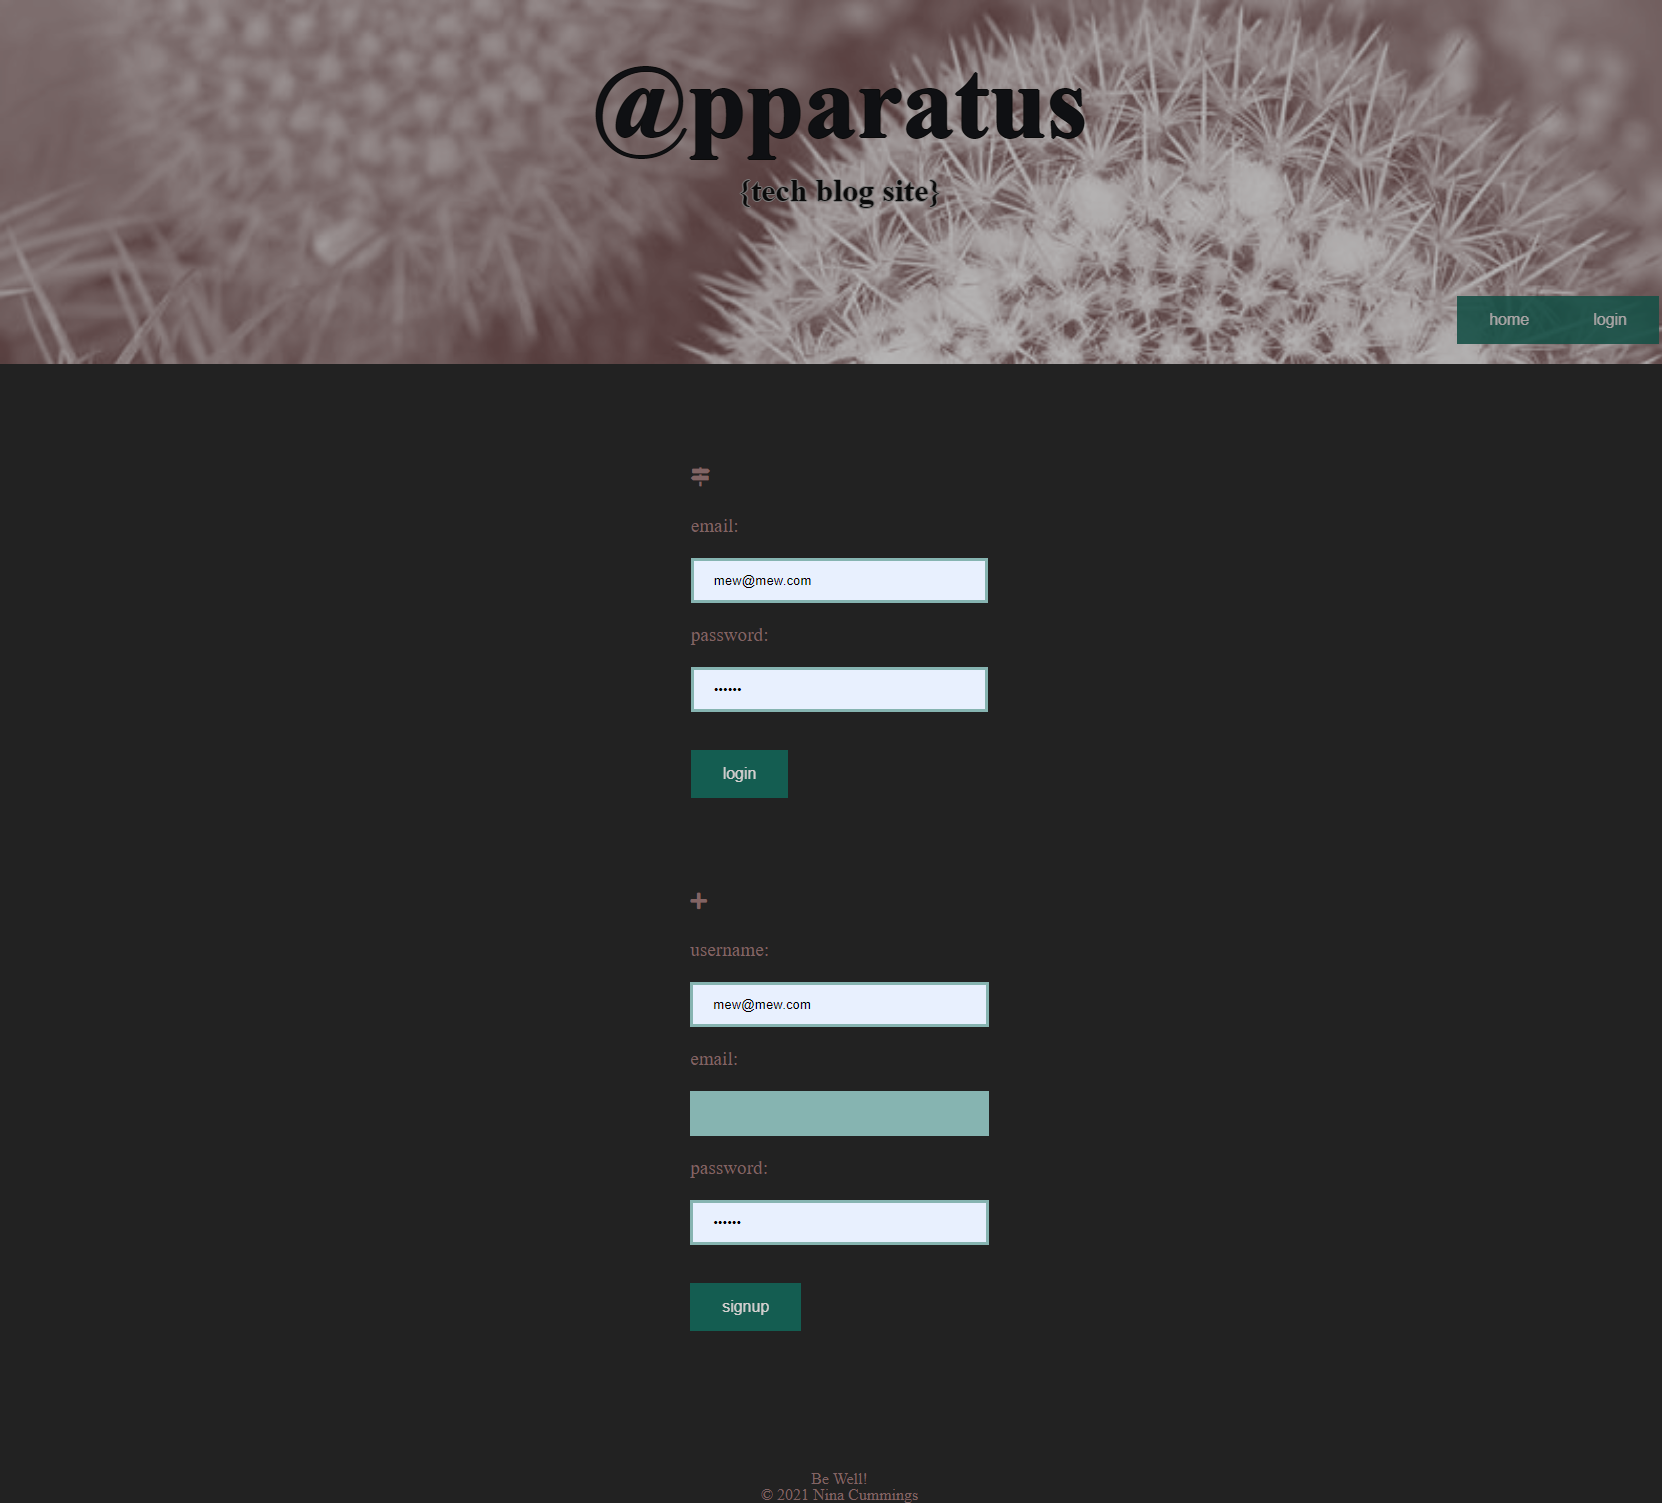 @pparatus
{tech blog site}
home login
email:
mew@mew.com
password:
••••••
login
username:
mew@mew.com
email:
password:
••••••
signup
Be Well!
© 2021 Nina Cummings